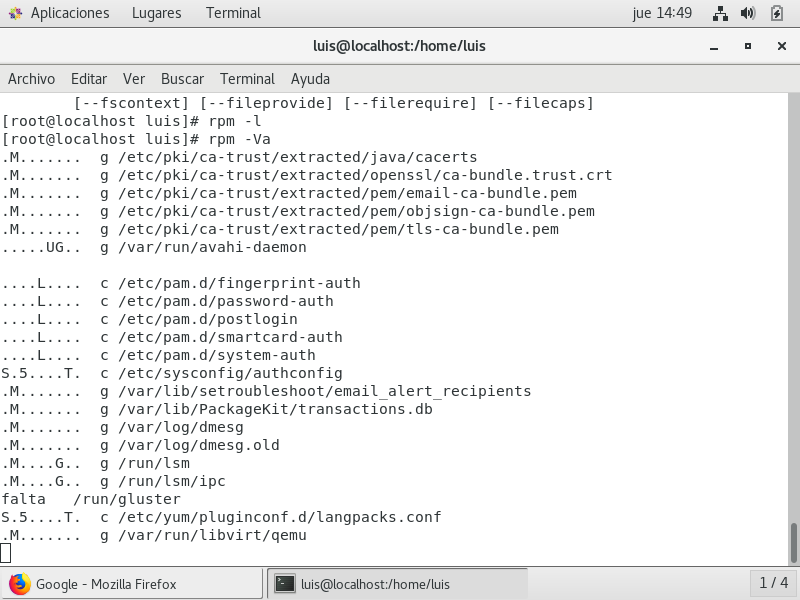 Aplicaciones Lugares Terminal jue 14:49
luis@localhost:/home/luis
Archivo Editar Ver Buscar Terminal Ayuda
[--fscontext] [--fileprovide] [--filerequire] [--filecaps]
[root@localhost luis]# rpm -l
[root@localhost luis]# rpm -Va
.M....... g /etc/pki/ca-trust/extracted/java/cacerts
.M....... g /etc/pki/ca-trust/extracted/openssl/ca-bundle.trust.crt
.M....... g /etc/pki/ca-trust/extracted/pem/email-ca-bundle.pem
.M....... g /etc/pki/ca-trust/extracted/pem/objsign-ca-bundle.pem
.M....... g /etc/pki/ca-trust/extracted/pem/tls-ca-bundle.pem
.....UG.. g /var/run/avahi-daemon
....L.... c /etc/pam.d/fingerprint-auth
....L.... c /etc/pam.d/password-auth
....L.... c /etc/pam.d/postlogin
....L.... c /etc/pam.d/smartcard-auth
....L.... c /etc/pam.d/system-auth
S.5....T. c /etc/sysconfig/authconfig
.M....... g /var/lib/setroubleshoot/email_alert_recipients
.M....... g /var/lib/PackageKit/transactions.db
.M....... g /var/log/dmesg
.M....... g /var/log/dmesg.old
.M....G.. g /run/lsm
.M....G.. g /run/lsm/ipc
falta /run/gluster
S.5....T. c /etc/yum/pluginconf.d/langpacks.conf
.M....... g /var/run/libvirt/qemu
Google - Mozilla Firefox luis@localhost:/home/luis 1 / 4